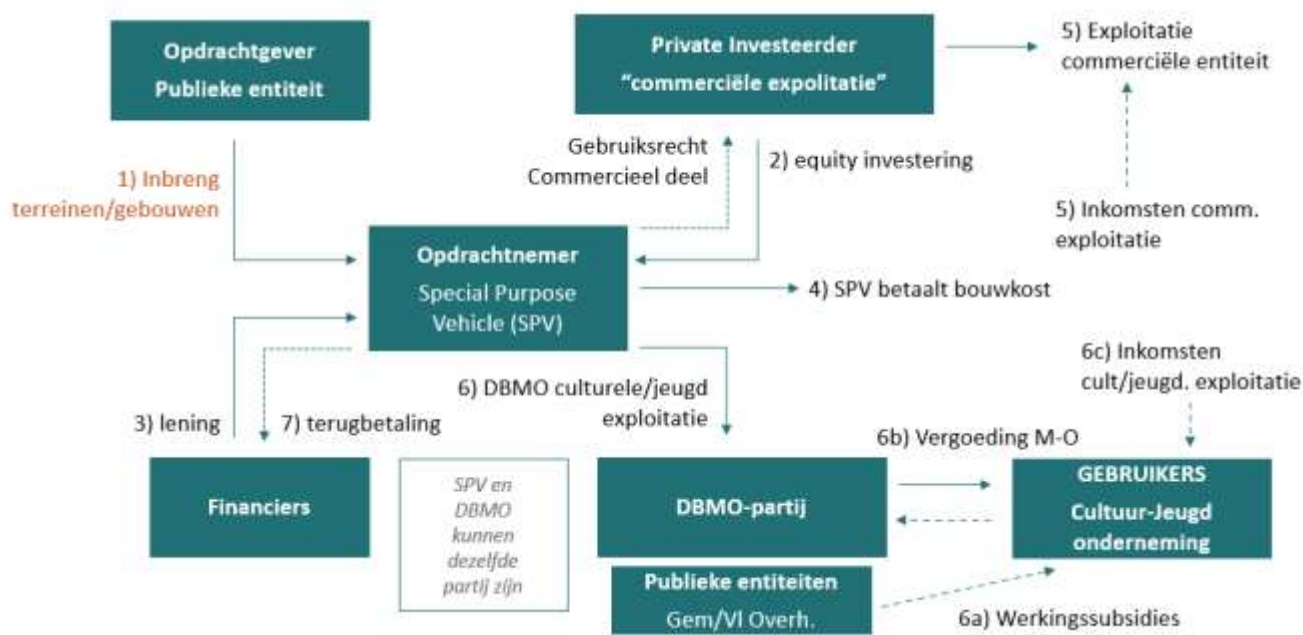 Opdrachtgever
Publieke entiteit
Private Investeerder
“commerciële expolitatie”
5) Exploitatie
commerciële entiteit
1) Inbreng
terreinen/gebouwen
Gebruiksrecht
Commercieel deel
2) equity investering
5) Inkomsten comm.
exploitatie
Opdrachtnemer
Special Purpose
Vehicle (SPV)
4) SPV betaalt bouwkost
3) lening
7) terugbetaling
6) DBMO culturele/jeugd
exploitatie
6c) Inkomsten
cult/jeugd. exploitatie
6b) Vergoeding M-O
Financiers
SPV en
DBMO
kunnen
dezelfde
partij zijn
DBMO-partij
GEBRUIKERS
Cultuur-Jeugd
onderneming
Publieke entiteiten
Gem/Vl Overh.
6a) Werkingssubsidies